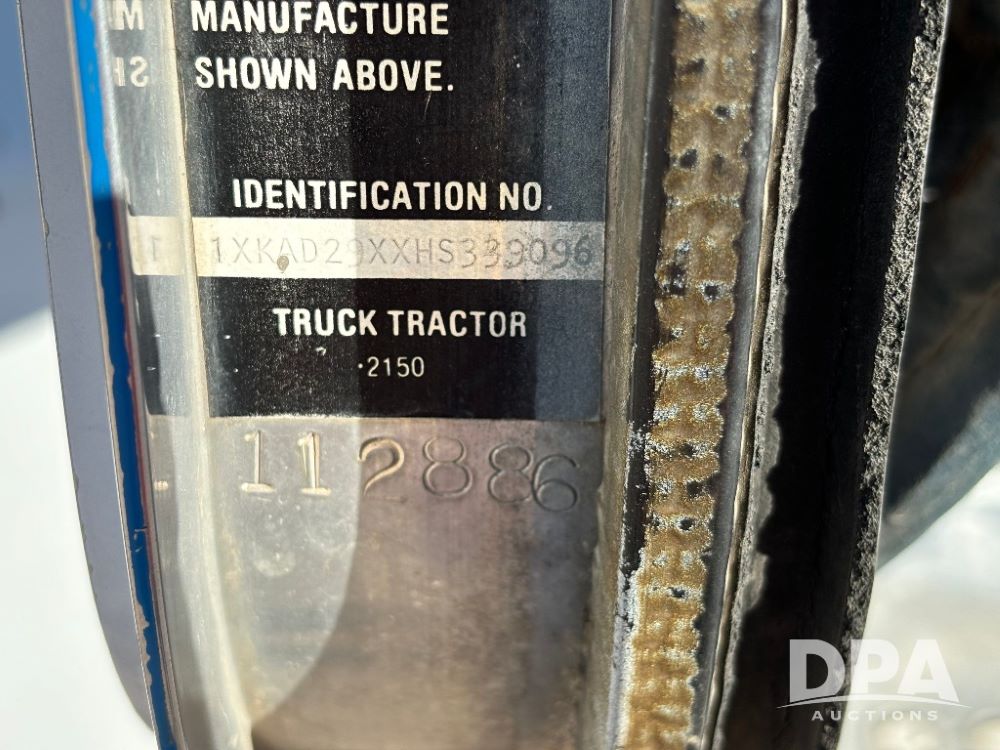 MANUFACTURE
SHOWN ABOVE.
IDENTIFICATION NO.
1XKAD29XXHS339096
TRUCK TRACTOR
·2150
112886
DPA
AUCTIONS